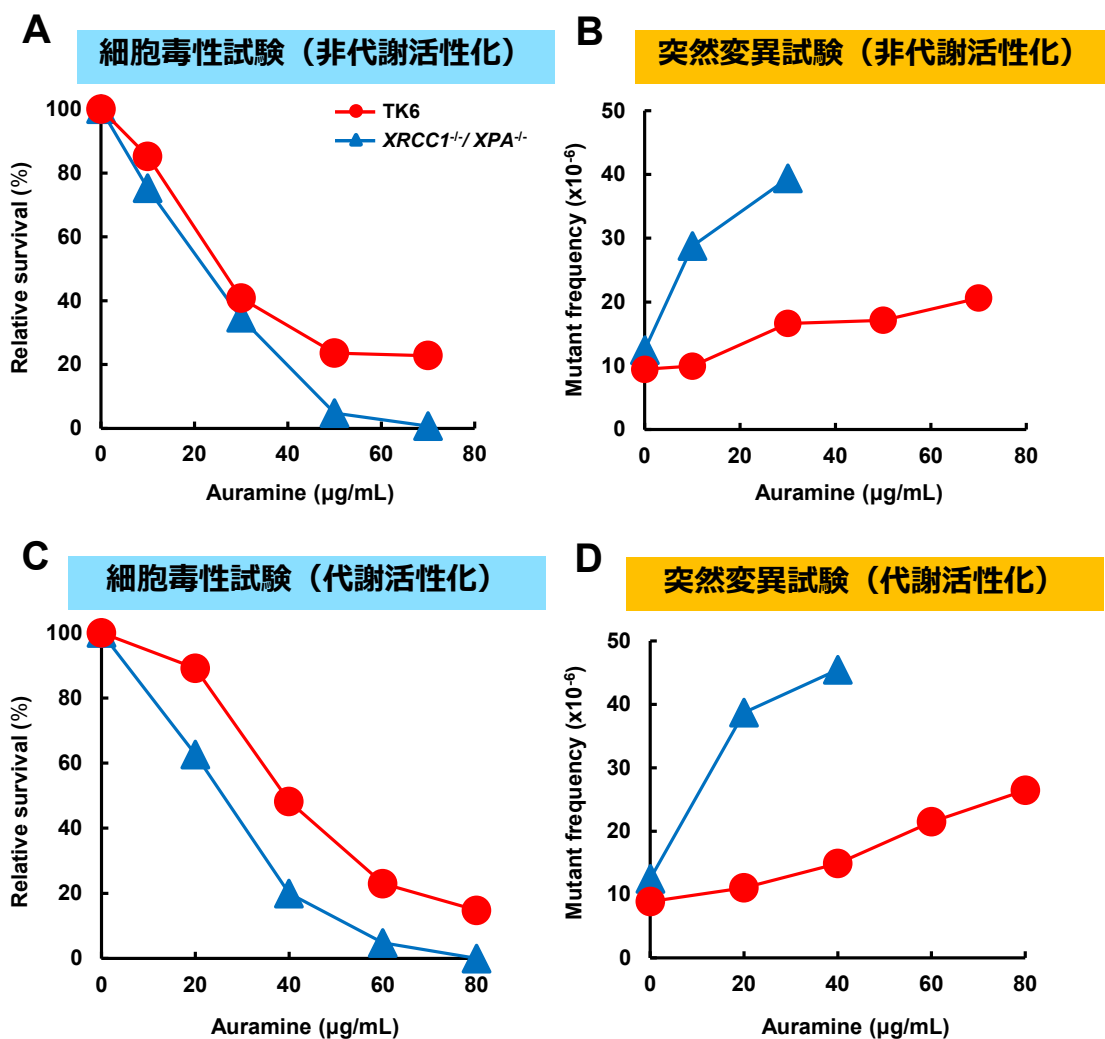 A
細胞毒性試験（非代謝活性化）
100
80
60
40
20
0
Relative survival (%)
TK6
XRCC1-/-/ XPA-/-
0 20 40 60 80
Auramine (µg/mL)
B
突然変異試験（非代謝活性化）
50
40
30
20
10
0
Mutant frequency (x10-6)
0 20 40 60 80
Auramine (µg/mL)
C
細胞毒性試験（代謝活性化）
100
80
60
40
20
0
Relative survival (%)
0 20 40 60 80
Auramine (µg/mL)
D
突然変異試験（代謝活性化）
50
40
30
20
10
0
Mutant frequency (x10-6)
0 20 40 60 80
Auramine (µg/mL)